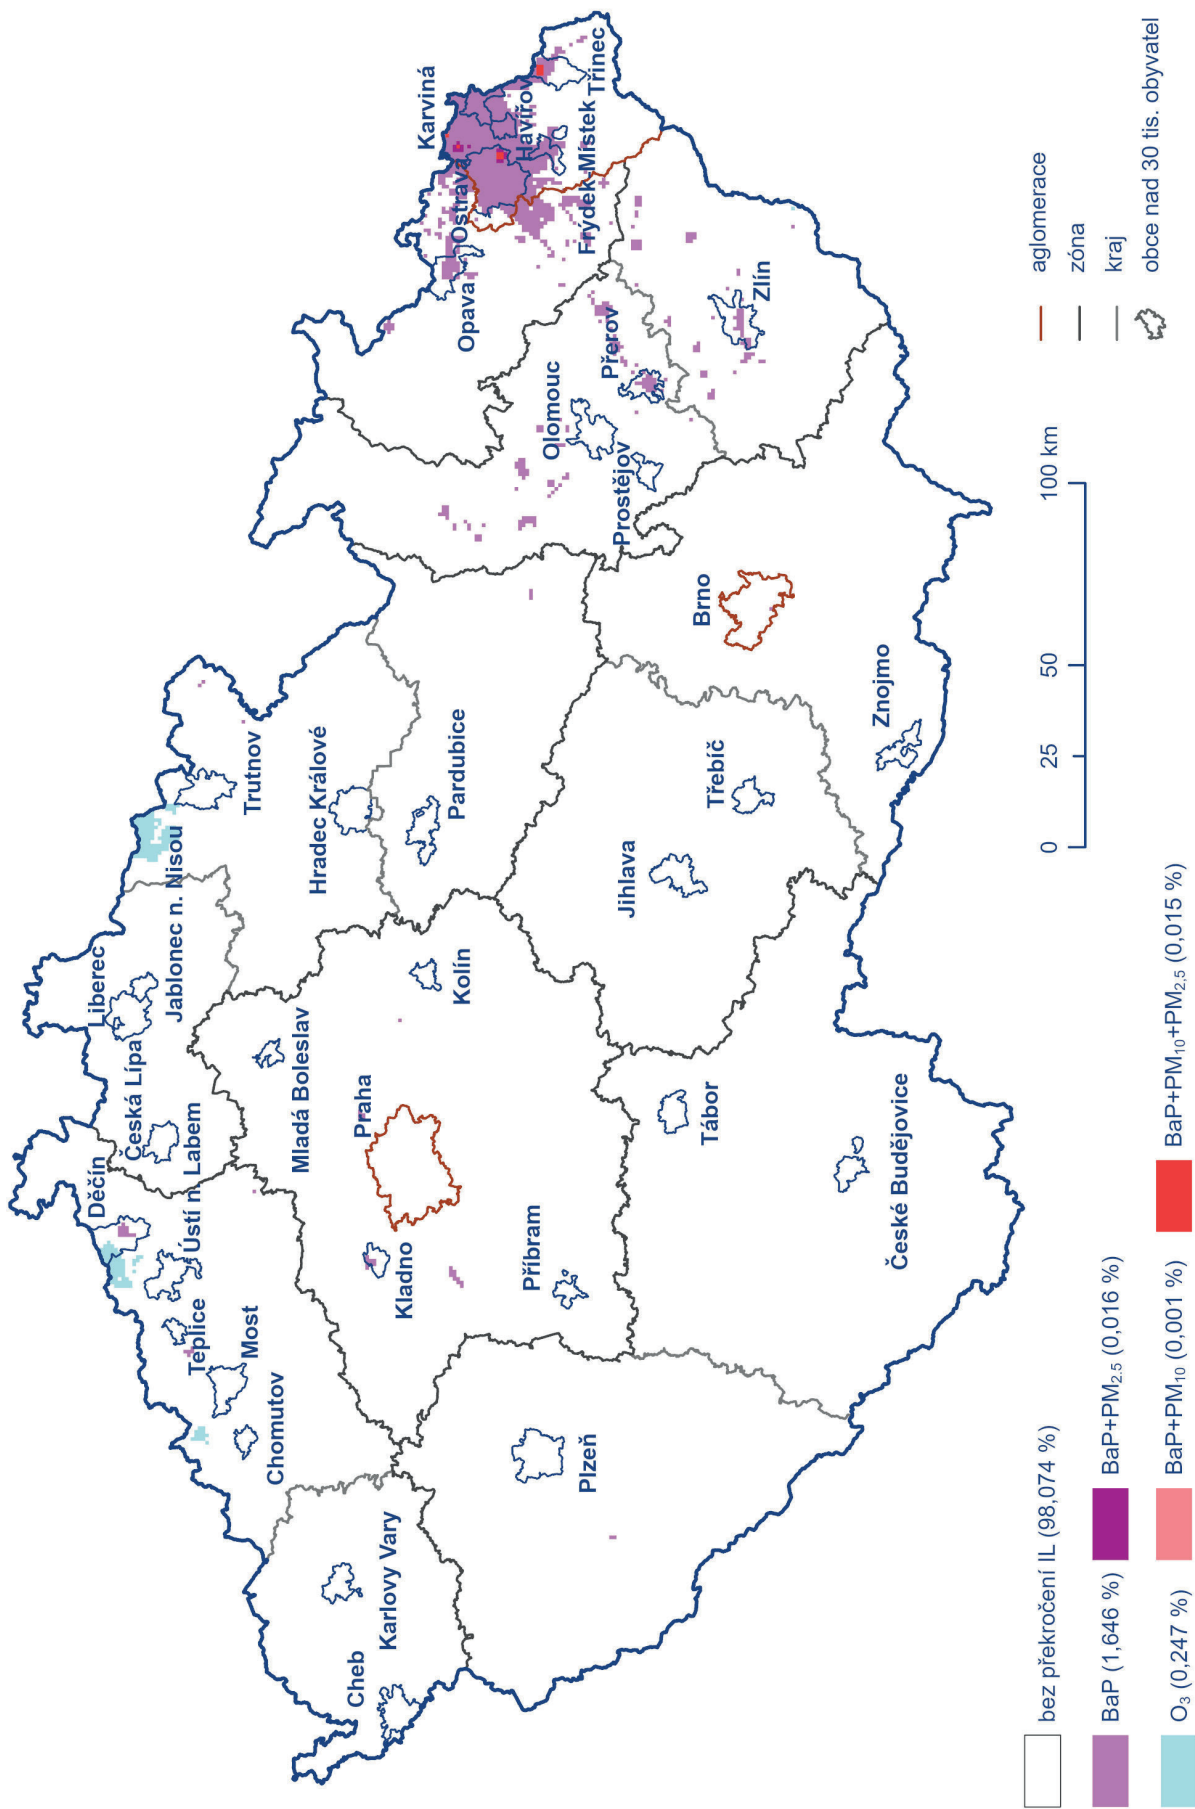 Děčín
Liberec
Jablonec n. Nisou
Česká Lípa
Ústí n. Labem
Teplice
Most
Chomutov
Trutnov
Karlovy Vary
Cheb
Mladá Boleslav
Hradec Králové
Praha
Kladno
Kolín
Pardubice
Opava
Ostrava
Karviná
Havířov
Třinec
Frýdek-Místek
Olomouc
Přerov
Prostějov
Příbram
Plzeň
Tábor
Jihlava
Třebíč
Brno
Zlín
České Budějovice
Znojmo
0 25 50 100 km
bez překročení IL (98,074 %)
BaP (1,646 %)
BaP+PM2.5 (0,016 %)
O3 (0,247 %)
BaP+PM10 (0,001 %)
BaP+PM10+PM2,5 (0,015 %)
aglomerace
zóna
kraj
obce nad 30 tis. obyvatel